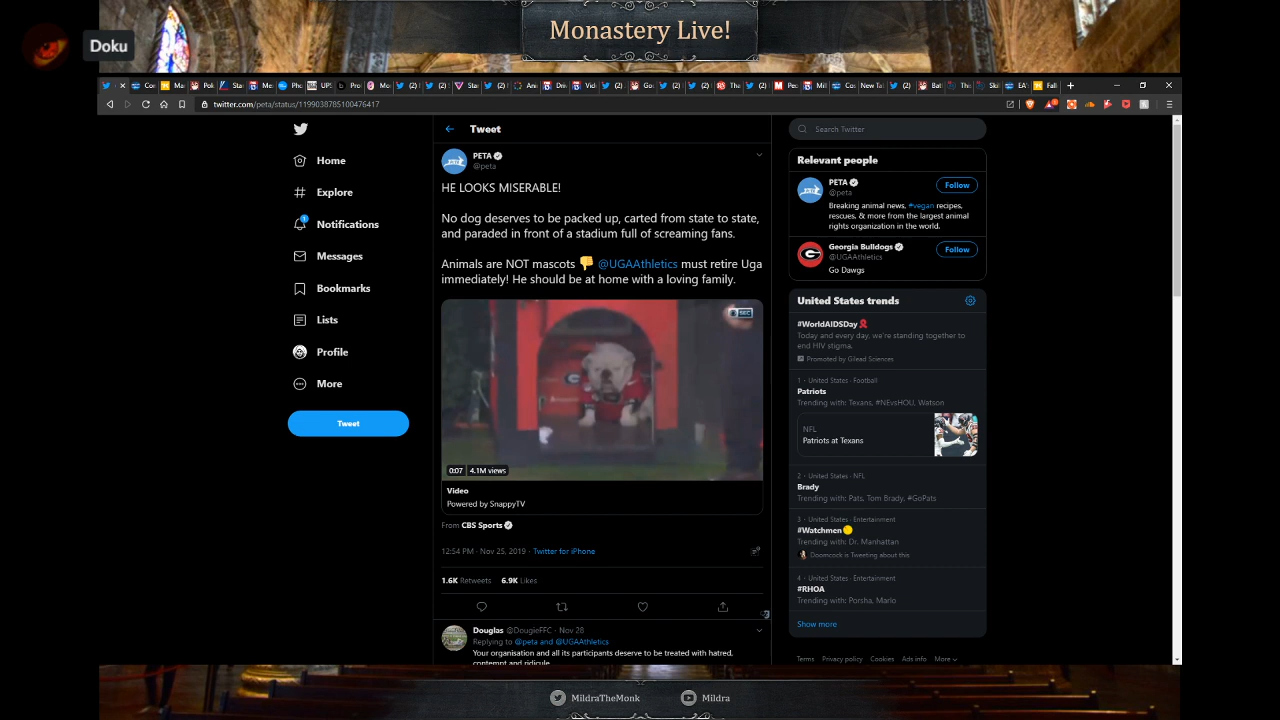 Monastery Live!
Doku
twitter.com/peta/status/1199038785100476417
Home
Explore
Notifications
Messages
Bookmarks
Lists
Profile
More
Tweet
Tweet
PETA
@peta
HE LOOKS MISERABLE!
No dog deserves to be packed up, carted from state to state,
and paraded in front of a stadium full of screaming fans.
Animals are NOT mascots 👎 @UGAAthletics must retire Uga
immediately! He should be at home with a loving family.
SEC
0:07 4.1M views
Video
Powered by SnappyTV
From CBS Sports
12:54 PM · Nov 25, 2019 · Twitter for iPhone
1.6K Retweets 6.9K Likes
Douglas @DougieFFC · Nov 28
Replying to @peta and @UGAAthletics
Your organisation and all its participants deserve to be treated with hatred,
contempt and ridicule.
Search Twitter
Relevant people
PETA
@peta
Follow
Breaking animal news, #vegan recipes,
rescues, & more from the largest animal
rights organization in the world.
Georgia Bulldogs
@UGAAthletics
Follow
Go Dawgs
United States trends
#WorldAIDSDay
Today and every day, we're standing together to
end HIV stigma.
Promoted by Gilead Sciences
1 · United States · Football
Patriots
Trending with: Texans, #NEvsHOU, Watson
NFL
Patriots at Texans
2 · United States · NFL
Brady
Trending with: Pats, Tom Brady, #GoPats
3 · United States · Entertainment
#Watchmen
Trending with: Dr. Manhattan
Doomcock is Tweeting about this
4 · United States · Entertainment
#RHOA
Trending with: Porsha, Marlo
Show more
Terms Privacy policy Cookies Ads info More
MildraTheMonk
Mildra